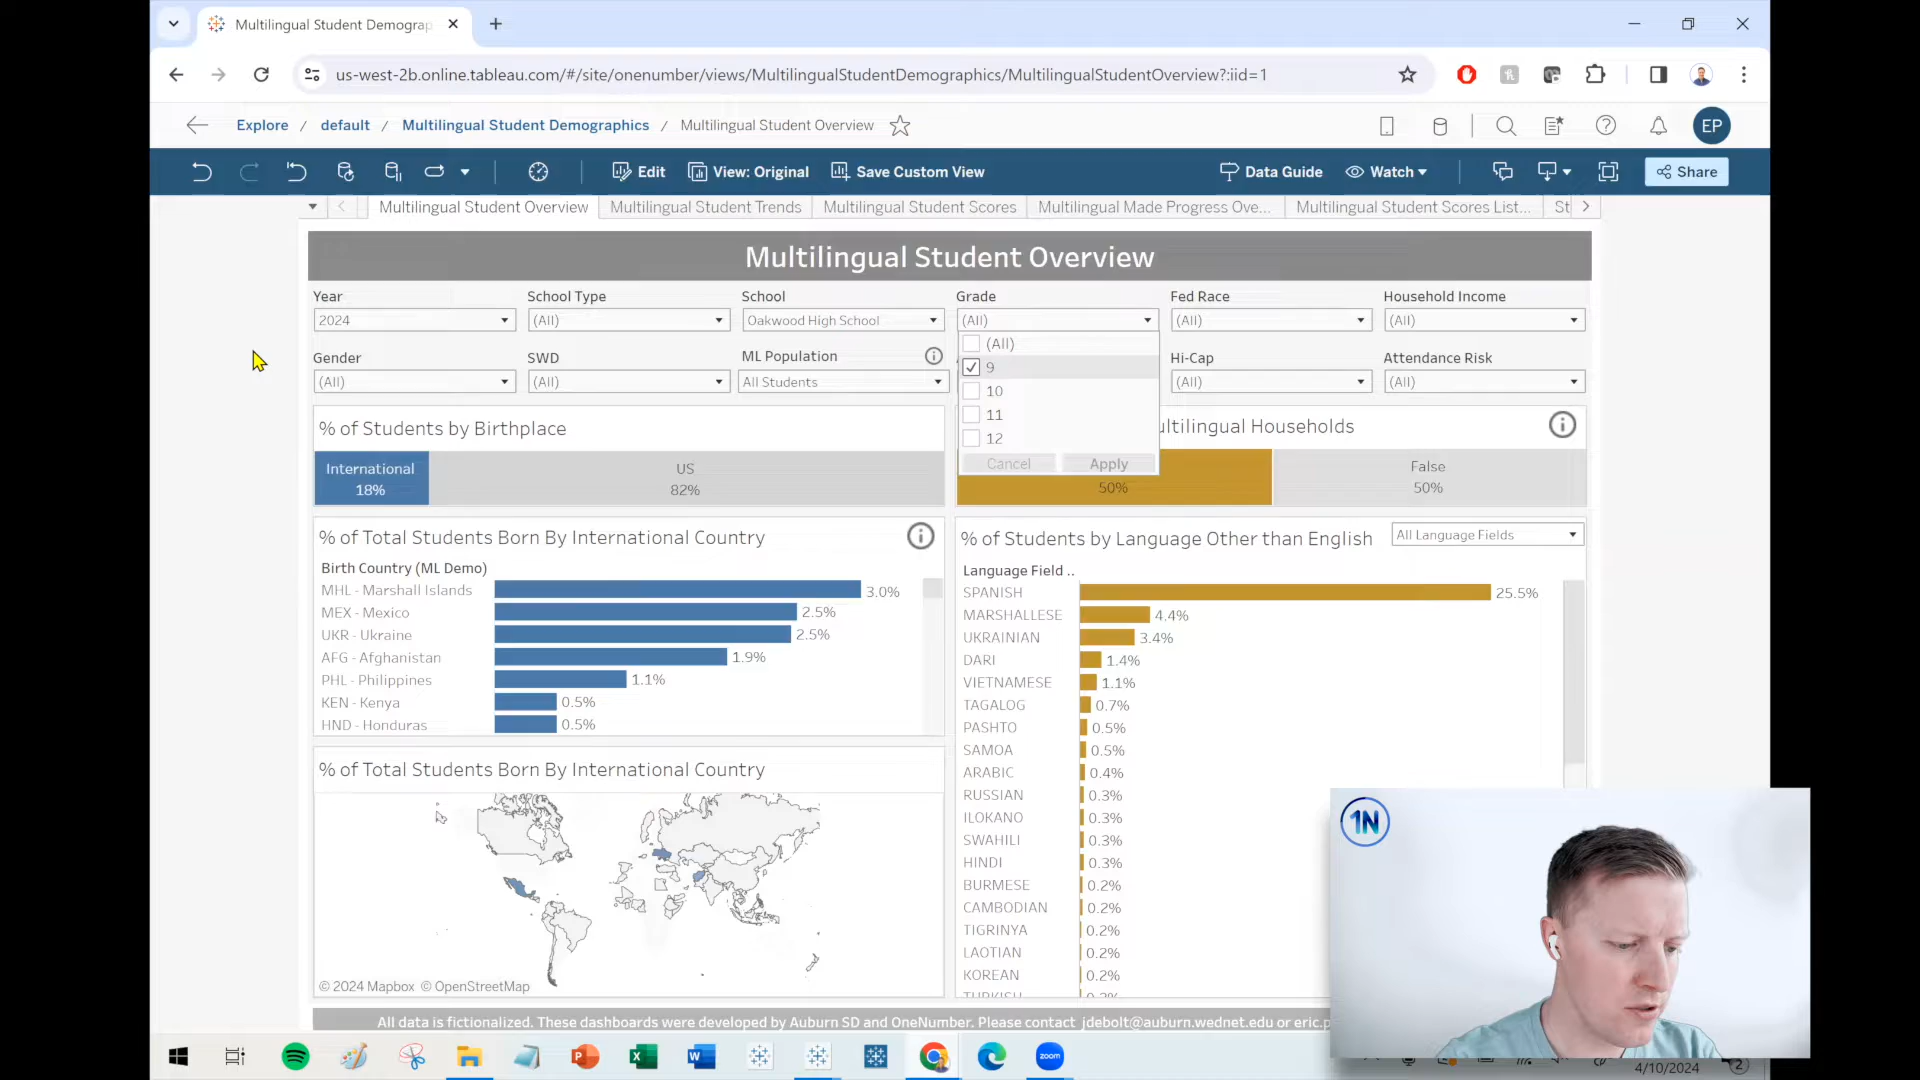 Multilingual Student Demograp
us-west-2b.online.tableau.com/#/site/onenumber/views/MultilingualStudentDemographics/MultilingualStudentOverview?:iid=1
Explore / default / Multilingual Student Demographics / Multilingual Student Overview
EP
Edit View: Original Save Custom View Data Guide Watch Share
Multilingual Student Overview Multilingual Student Trends Multilingual Student Scores Multilingual Made Progress Ove... Multilingual Student Scores List... St
Multilingual Student Overview
Year School Type School Grade Fed Race Household Income
2024 (All) Oakwood High School (All) (All) (All)
(All)
9
10
11
12
Cancel Apply
Gender SWD ML Population Hi-Cap Attendance Risk
(All) (All) All Students (All) (All)
% of Students by Birthplace
International
18%
US
82%
ultilingual Households
50%
False
50%
% of Total Students Born By International Country
Birth Country (ML Demo)
MHL - Marshall Islands 3.0%
MEX - Mexico 2.5%
UKR - Ukraine 2.5%
AFG - Afghanistan 1.9%
PHL - Philippines 1.1%
KEN - Kenya 0.5%
HND - Honduras 0.5%
% of Total Students Born By International Country
© 2024 Mapbox © OpenStreetMap
% of Students by Language Other than English All Language Fields
Language Field ..
SPANISH 25.5%
MARSHALLESE 4.4%
UKRAINIAN 3.4%
DARI 1.4%
VIETNAMESE 1.1%
TAGALOG 0.7%
PASHTO 0.5%
SAMOA 0.5%
ARABIC 0.4%
RUSSIAN 0.3%
ILOKANO 0.3%
SWAHILI 0.3%
HINDI 0.3%
BURMESE 0.2%
CAMBODIAN 0.2%
TIGRINYA 0.2%
LAOTIAN 0.2%
KOREAN 0.2%
TURKISH 0.2%
All data is fictionalized. These dashboards were developed by Auburn SD and OneNumber. Please contact jdebolt@auburn.wednet.edu or eric.p
1N
zoom
4/10/2024
2